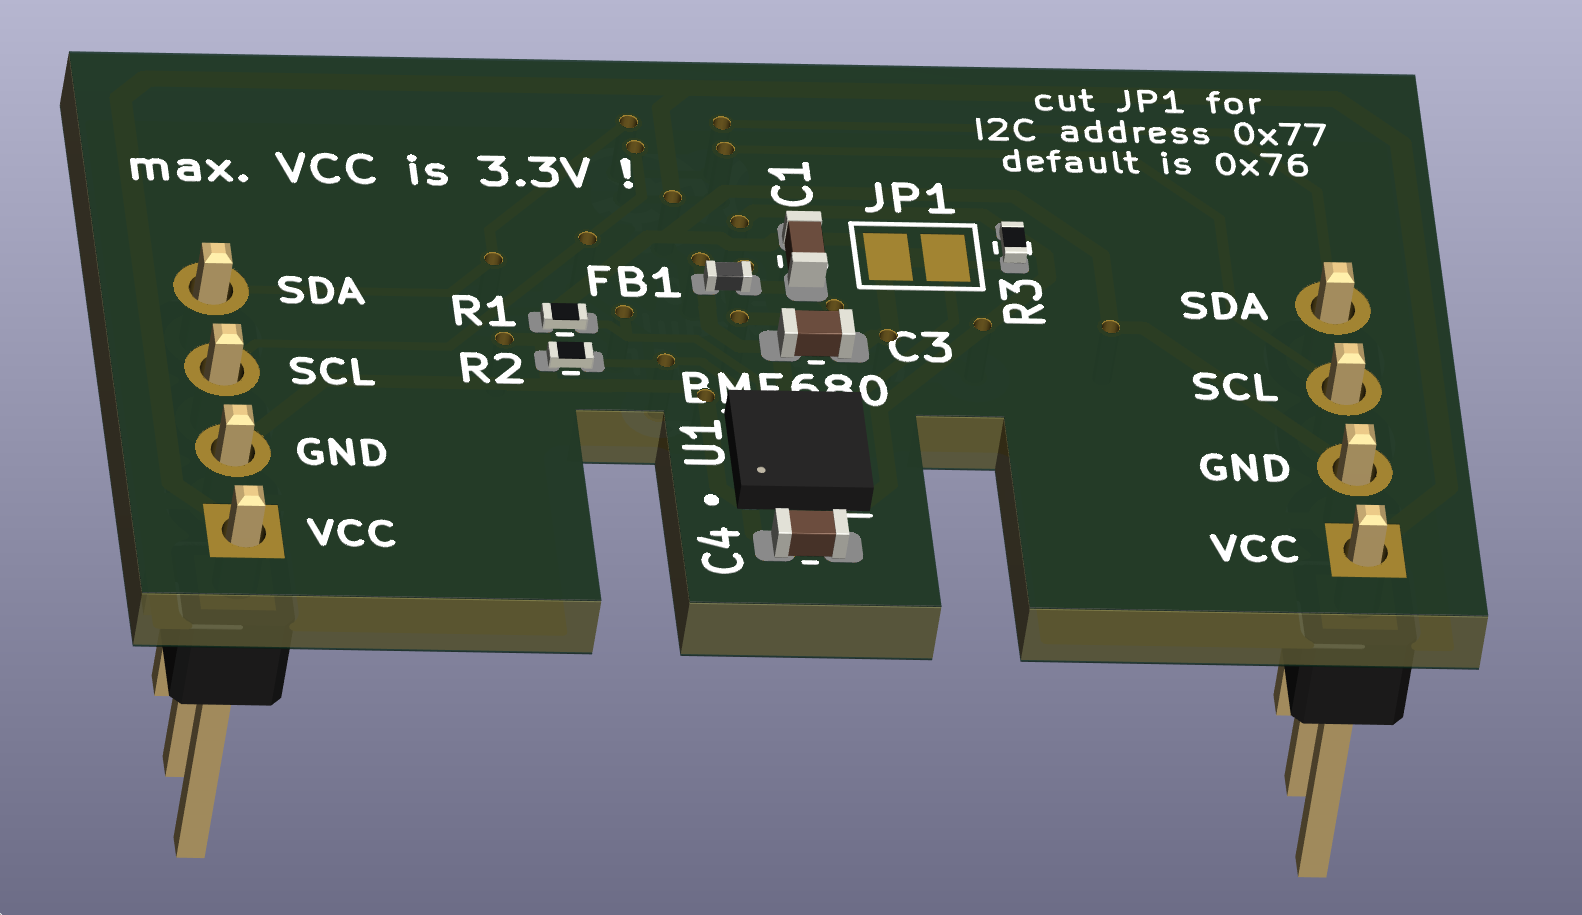 cut JP1 for
I2C address 0x77
default is 0x76
max. VCC is 3.3V !
C1
JP1
SDA
FB1
R3
SDA
R1
C3
SCL
R2
SCL
BME680
U1
GND
GND
VCC
C4
VCC